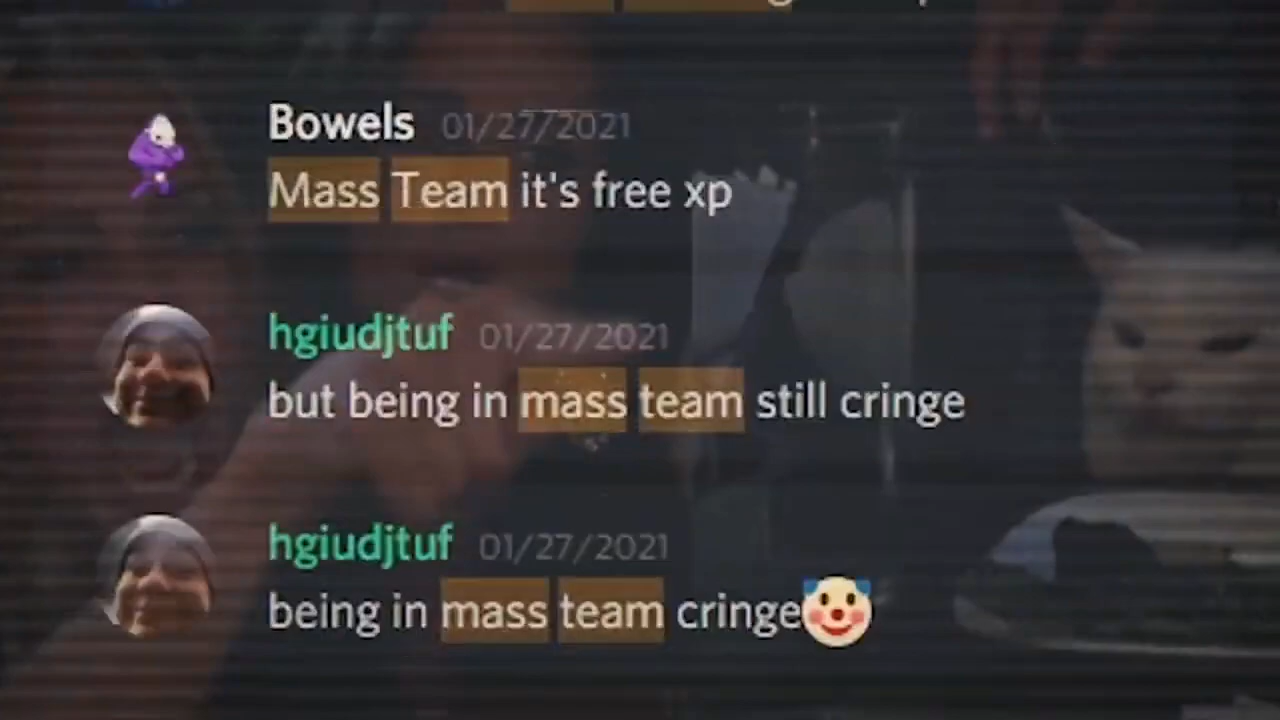 Bowels 01/27/2021
Mass Team it's free xp
hgiudjtuf 01/27/2021
but being in mass team still cringe
hgiudjtuf 01/27/2021
being in mass team cringe🤡